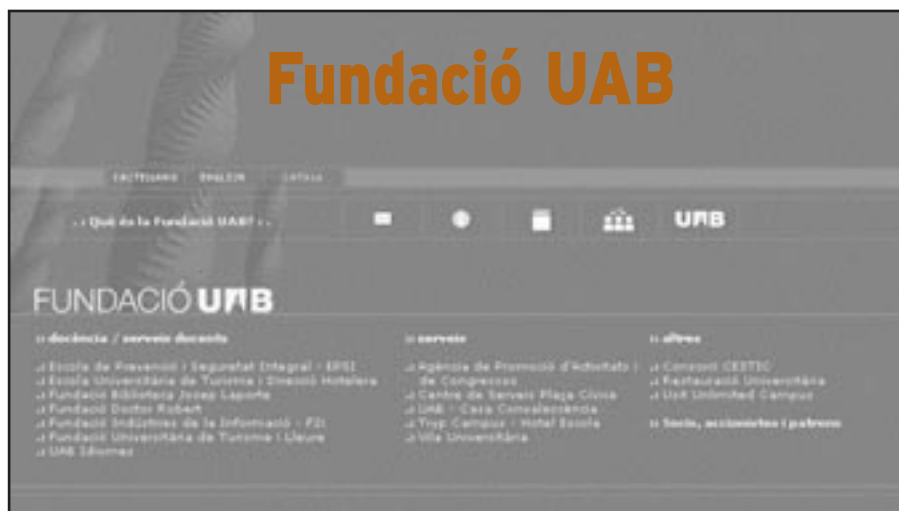 Fundació UAB
CASTELLANO ENGLISH CATALÀ
.: Què és la Fundació UAB? :.
UAB
FUNDACIÓ UAB
:: docència / serveis docents
.: Escola de Prevenció i Seguretat Integral - EPSI
.: Escola Universitària de Turisme i Direcció Hotelera
.: Fundació Biblioteca Josep Laporte
.: Fundació Doctor Robert
.: Fundació Indústries de la Informació - F2i
.: Fundació Universitària de Turisme i Lleure
.: UAB Idiomes
:: serveis
.: Agència de Promoció d'Activitats i
de Congressos
.: Centre de Serveis Plaça Cívica
.: UAB - Casa Convalescència
.: Tryp Campus - Hotel Escola
.: Vila Universitària
:: altres
.: Consorci CESTIC
.: Restauració Universitària
.: Unlimited Campus
:: Socis, accionistes i patrons